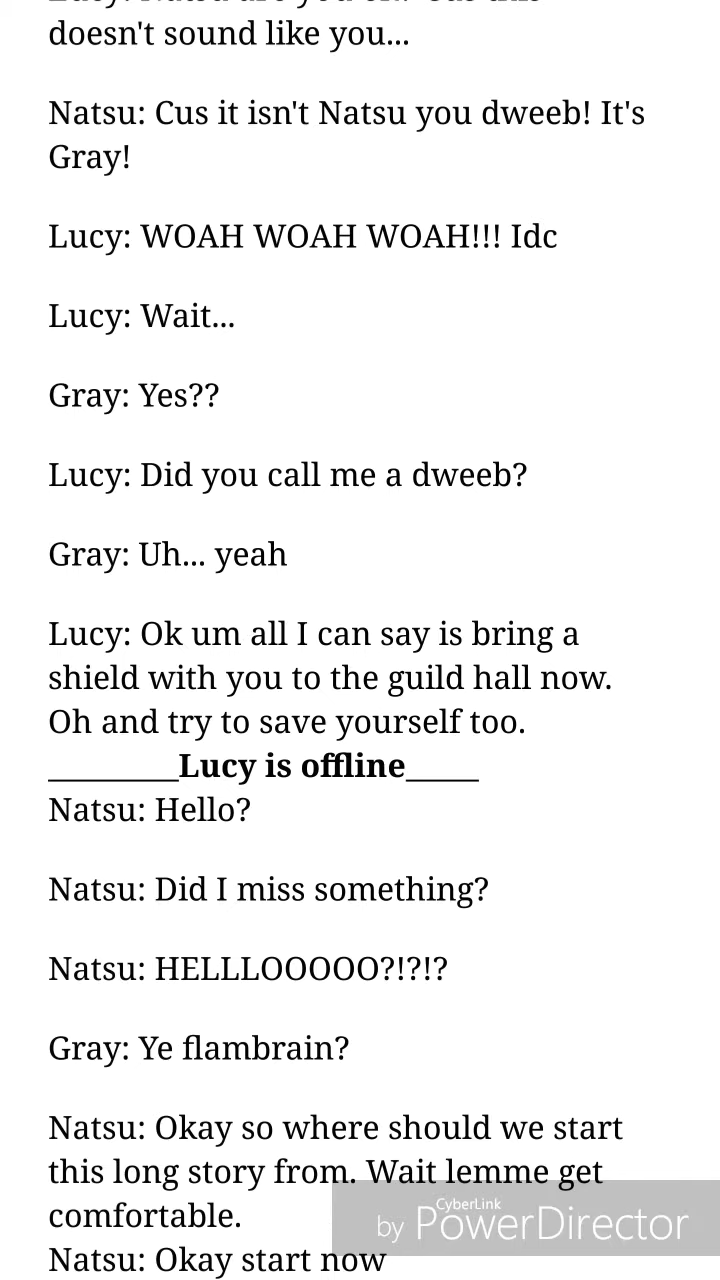 doesn't sound like you...
Natsu: Cus it isn't Natsu you dweeb! It's
Gray!
Lucy: WOAH WOAH WOAH!!! Idc
Lucy: Wait...
Gray: Yes??
Lucy: Did you call me a dweeb?
Gray: Uh... yeah
Lucy: Ok um all I can say is bring a
shield with you to the guild hall now.
Oh and try to save yourself too.
_________Lucy is offline_____
Natsu: Hello?
Natsu: Did I miss something?
Natsu: HELLLOOOOO?!?!?
Gray: Ye flambrain?
Natsu: Okay so where should we start
this long story from. Wait lemme get
comfortable.
Natsu: Okay start now
CyberLink
by PowerDirector